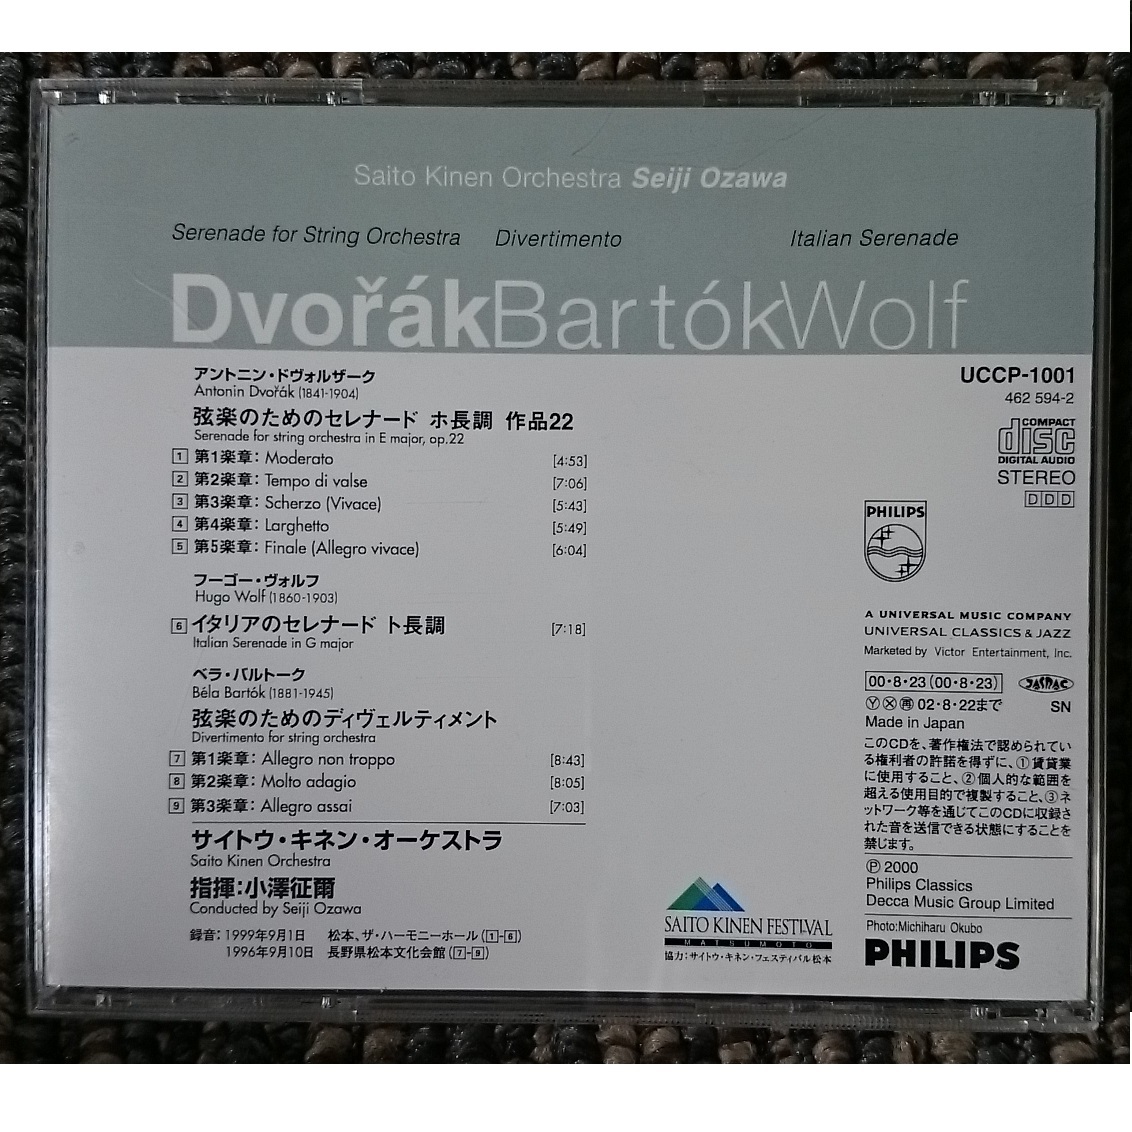 Saito Kinen Orchestra Seiji Ozawa
Serenade for String Orchestra Divertimento Italian Serenade
DvořákBartókWolf
アントニン・ドヴォルザーク
Antonin Dvořák (1841-1904)
弦楽のためのセレナード ホ長調 作品22
Serenade for string orchestra in E major, op.22
1 第1楽章: Moderato [4:53]
2 第2楽章: Tempo di valse [7:06]
3 第3楽章: Scherzo (Vivace) [5:43]
4 第4楽章: Larghetto [5:49]
5 第5楽章: Finale (Allegro vivace) [6:04]
フーゴー・ヴォルフ
Hugo Wolf (1860-1903)
6 イタリアのセレナード ト長調 [7:18]
Italian Serenade in G major
ベラ・バルトーク
Béla Bartók (1881-1945)
弦楽のためのディヴェルティメント
Divertimento for string orchestra
7 第1楽章: Allegro non troppo [8:43]
8 第2楽章: Molto adagio [8:05]
9 第3楽章: Allegro assai [7:03]
サイトウ・キネン・オーケストラ
Saito Kinen Orchestra
指揮:小澤征爾
Conducted by Seiji Ozawa
録音:1999年9月1日 松本、ザ・ハーモニーホール(1-6)
1996年9月10日 長野県松本文化会館(7-9)
SAITO KINEN FESTIVAL
MATSUMOTO
協力:サイトウ・キネン・フェスティバル松本
UCCP-1001
462 594-2
COMPACT
disc
DIGITAL AUDIO
STEREO
DDD
PHILIPS
A UNIVERSAL MUSIC COMPANY
UNIVERSAL CLASSICS & JAZZ
Marketed by Victor Entertainment, Inc.
00・8・23(00・8・23) JASRAC
Ⓨ Ⓧ ㊢ 02・8・22まで SN
Made in Japan
このCDを、著作権法で認められてい
る権利者の許諾を得ずに、①賃貸業
に使用すること、②個人的な範囲を
超える使用目的で複製すること、③ネ
ットワーク等を通じてこのCDに収録さ
れた音を送信できる状態にすることを
禁じます。
℗ 2000
Philips Classics
Decca Music Group Limited
Photo:Michiharu Okubo
PHILIPS